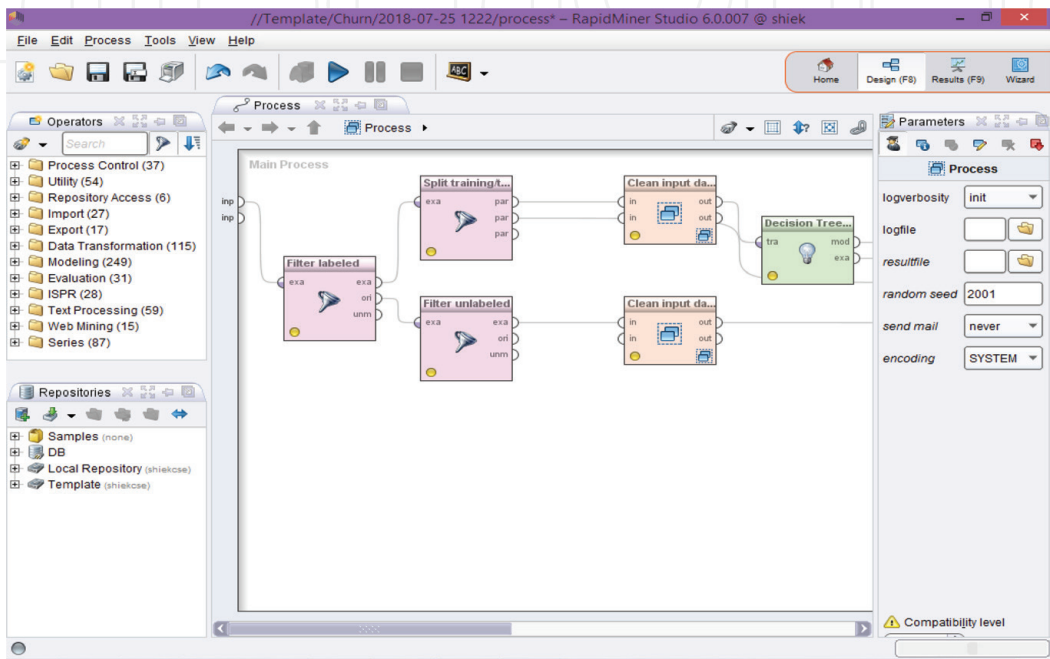 //Template/Churn/2018-07-25 1222/process* – RapidMiner Studio 6.0.007 @ shiek
File Edit Process Tools View Help
ABC
Home Design (F8) Results (F9) Wizard
Operators
Search
Process Control (37)
Utility (54)
Repository Access (6)
Import (27)
Export (17)
Data Transformation (115)
Modeling (249)
Evaluation (31)
ISPR (28)
Text Processing (59)
Web Mining (15)
Series (87)
Repositories
Samples (none)
DB
Local Repository (shiekcse)
Template (shiekcse)
Process
Process
Main Process
inp
inp
Filter labeled
exa exa
ori
unm
Split training/t...
exa par
par
par
Filter unlabeled
exa exa
ori
unm
Clean input da...
in out
in out
Clean input da...
in out
in out
Decision Tree...
tra mod
exa
Parameters
Process
logverbosity init
logfile
resultfile
random seed 2001
send mail never
encoding SYSTEM
Compatibility level